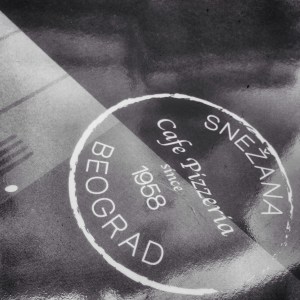 SNEŽANA
Cafe Pizzeria
since
1958
BEOGRAD